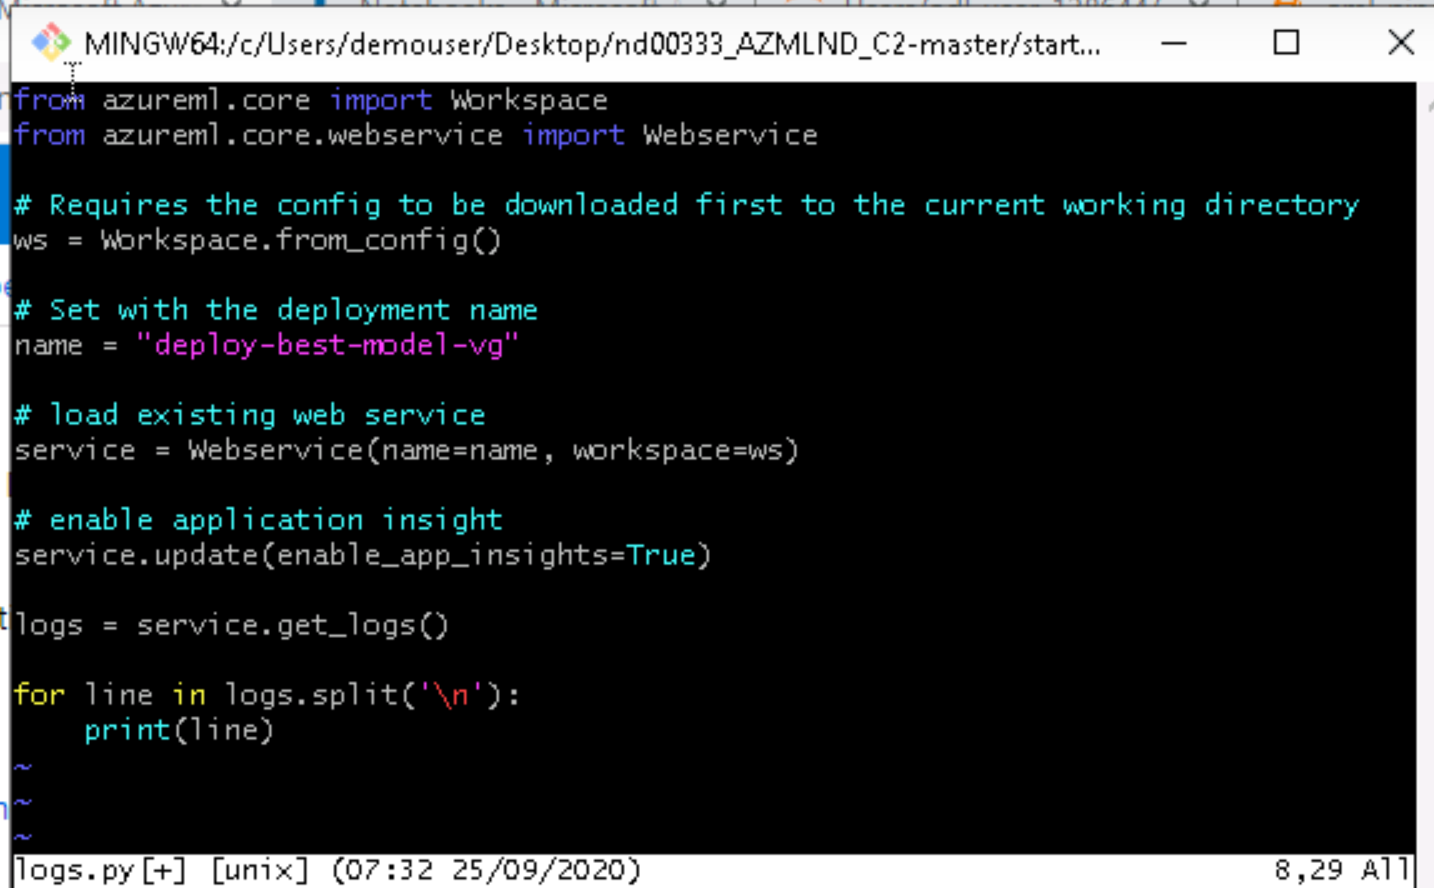 MINGW64:/c/Users/demouser/Desktop/nd00333_AZMLND_C2-master/start...
from azureml.core import Workspace
from azureml.core.webservice import Webservice
# Requires the config to be downloaded first to the current working directory
ws = Workspace.from_config()
# Set with the deployment name
name = "deploy-best-model-vg"
# load existing web service
service = Webservice(name=name, workspace=ws)
# enable application insight
service.update(enable_app_insights=True)
logs = service.get_logs()
for line in logs.split('\n'):
    print(line)
~
~
~
logs.py[+] [unix] (07:32 25/09/2020) 8,29 All